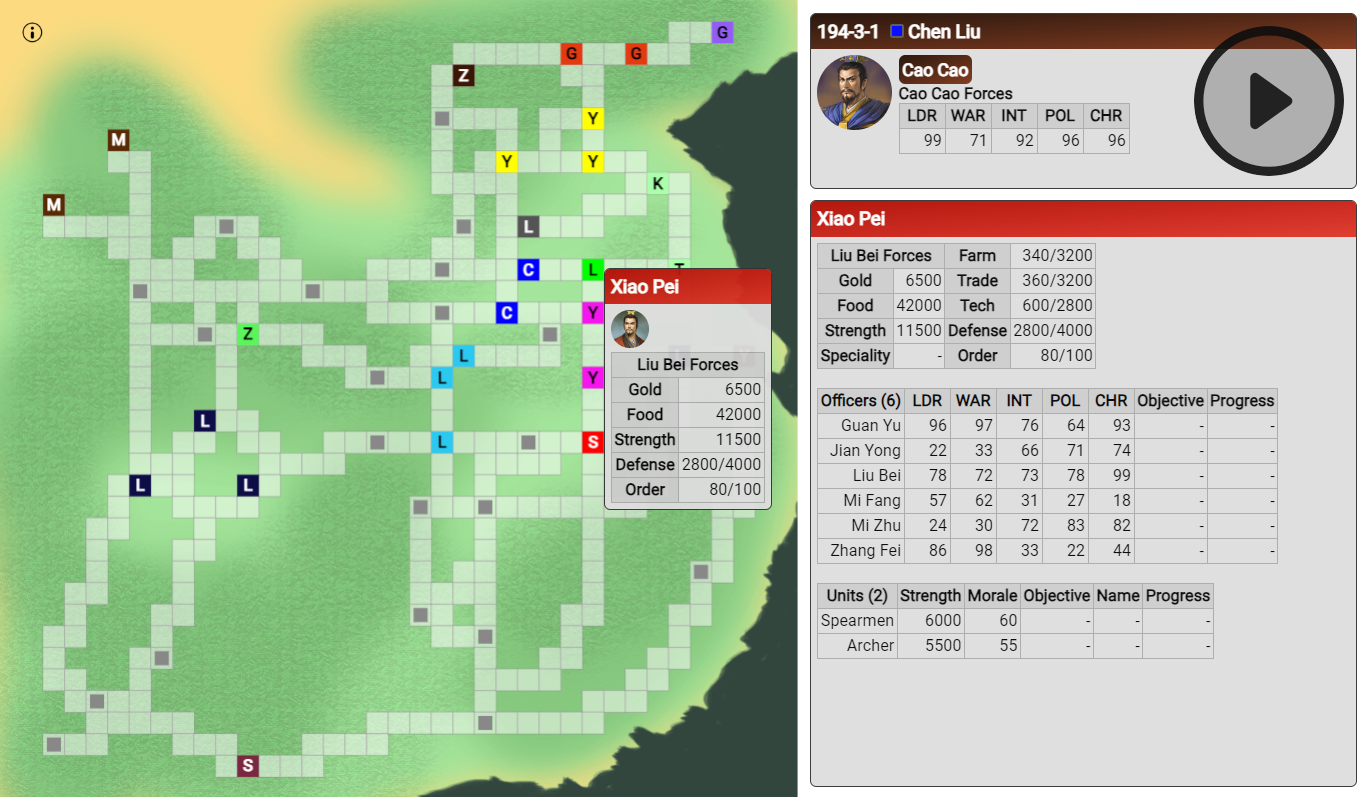 G
G G
Z
Y
M
Y Y
K
M
L
C L T
C Y
Z
L
L Y
L
L S
L L
S
Xiao Pei
Liu Bei Forces
Gold 6500
Food 42000
Strength 11500
Defense 2800/4000
Order 80/100
194-3-1 Chen Liu
Cao Cao
Cao Cao Forces
LDR WAR INT POL CHR
99 71 92 96 96
Xiao Pei
Liu Bei Forces Farm 340/3200
Gold 6500 Trade 360/3200
Food 42000 Tech 600/2800
Strength 11500 Defense 2800/4000
Speciality - Order 80/100
Officers (6) LDR WAR INT POL CHR Objective Progress
Guan Yu 96 97 76 64 93 - -
Jian Yong 22 33 66 71 74 - -
Liu Bei 78 72 73 78 99 - -
Mi Fang 57 62 31 27 18 - -
Mi Zhu 24 30 72 83 82 - -
Zhang Fei 86 98 33 22 44 - -
Units (2) Strength Morale Objective Name Progress
Spearmen 6000 60 - - -
Archer 5500 55 - - -